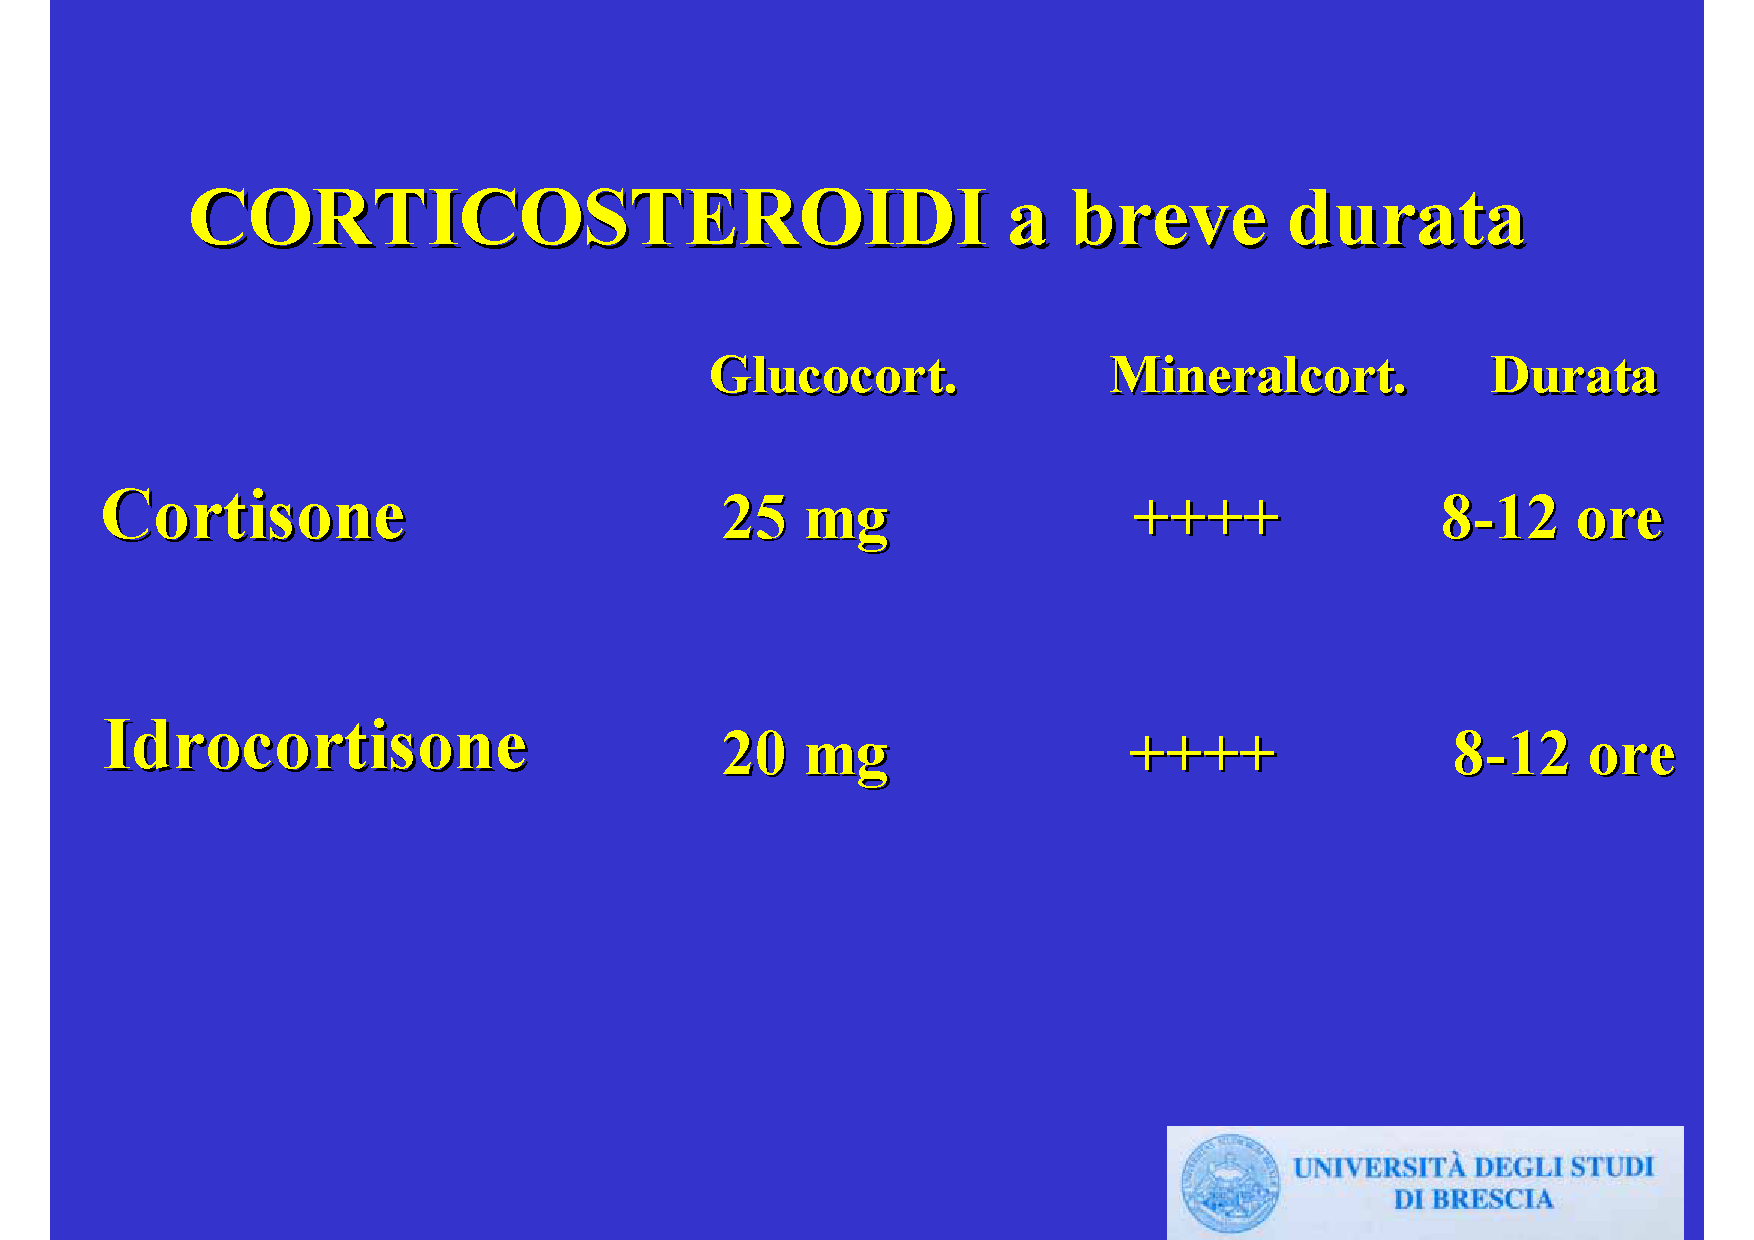 CORTICOSTEROIDI a breve durata
Glucocort. Mineralcort. Durata
Cortisone 25 mg ++++ 8-12 ore
Idrocortisone 20 mg ++++ 8-12 ore
UNIVERSITÀ DEGLI STUDI
DI BRESCIA